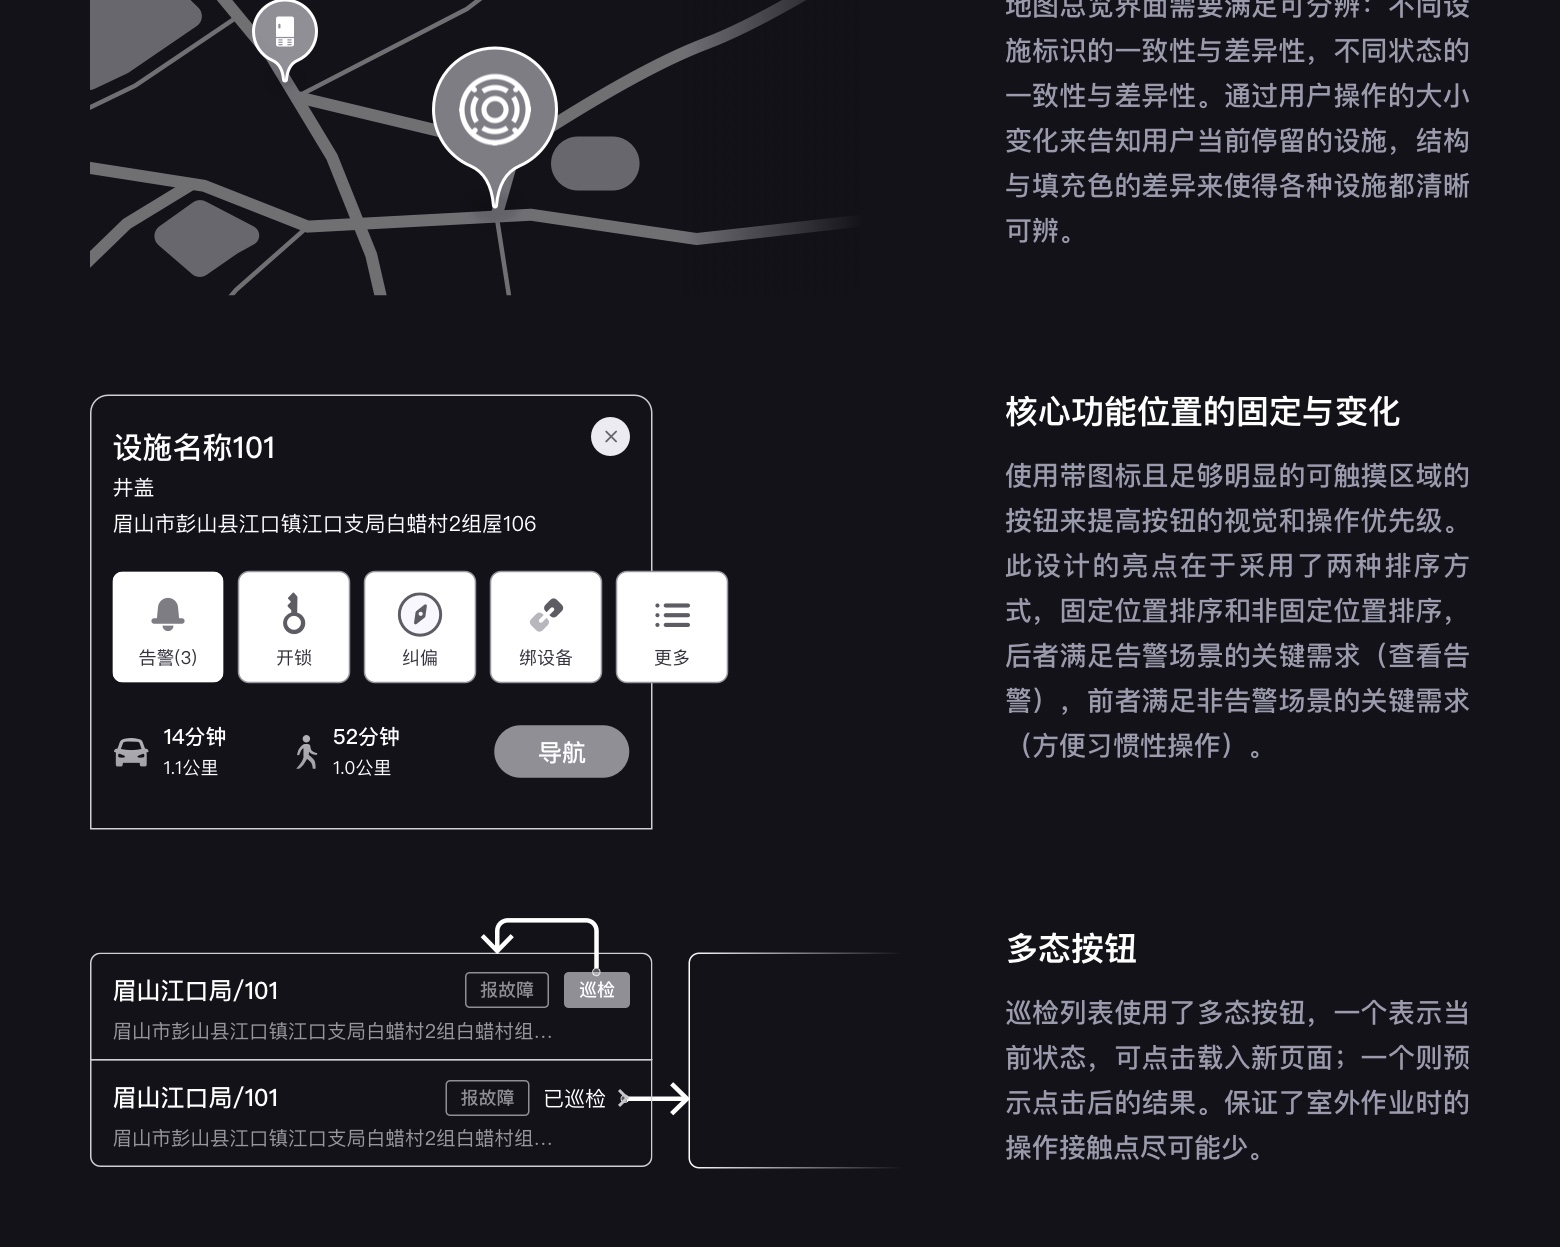 地图总览界面需要满足可分辨：不同设
施标识的一致性与差异性，不同状态的
一致性与差异性。通过用户操作的大小
变化来告知用户当前停留的设施，结构
与填充色的差异来使得各种设施都清晰
可辨。
设施名称101
井盖
眉山市彭山县江口镇江口支局白蜡村2组屋106
告警(3)
开锁
纠偏
绑设备
更多
14分钟
1.1公里
52分钟
1.0公里
导航
核心功能位置的固定与变化
使用带图标且足够明显的可触摸区域的
按钮来提高按钮的视觉和操作优先级。
此设计的亮点在于采用了两种排序方
式，固定位置排序和非固定位置排序，
后者满足告警场景的关键需求（查看告
警），前者满足非告警场景的关键需求
（方便习惯性操作）。
眉山江口局/101
报故障
巡检
眉山市彭山县江口镇江口支局白蜡村2组白蜡村组...
眉山江口局/101
报故障
已巡检
眉山市彭山县江口镇江口支局白蜡村2组白蜡村组...
多态按钮
巡检列表使用了多态按钮，一个表示当
前状态，可点击载入新页面；一个则预
示点击后的结果。保证了室外作业时的
操作接触点尽可能少。